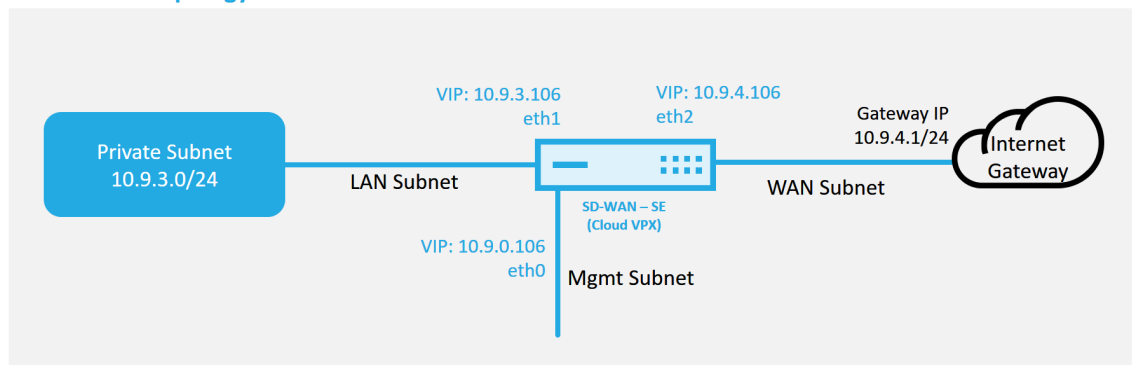 VIP: 10.9.3.106
eth1
VIP: 10.9.4.106
eth2
Gateway IP
10.9.4.1/24
Internet
Gateway
Private Subnet
10.9.3.0/24
LAN Subnet
WAN Subnet
SD-WAN – SE
(Cloud VPX)
VIP: 10.9.0.106
eth0
Mgmt Subnet